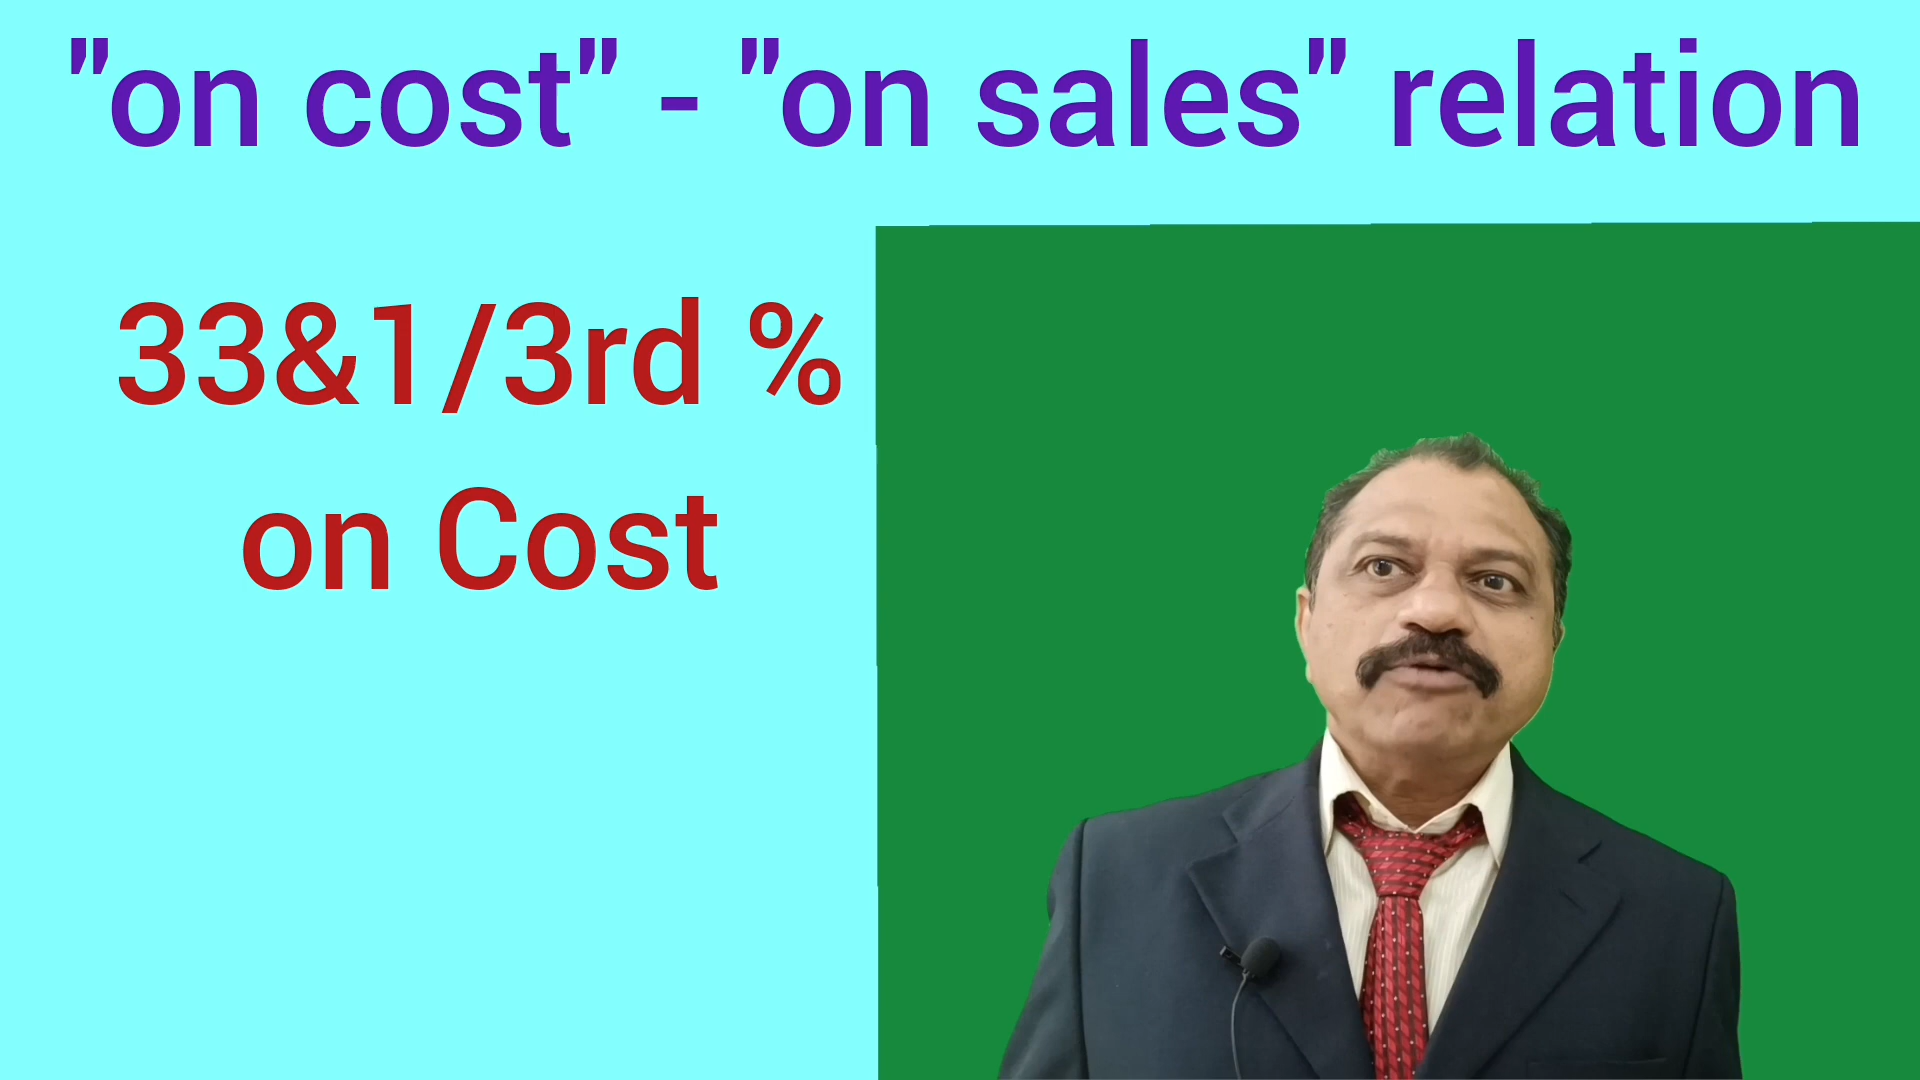 "on cost" - "on sales" relation
33&1/3rd %
on Cost